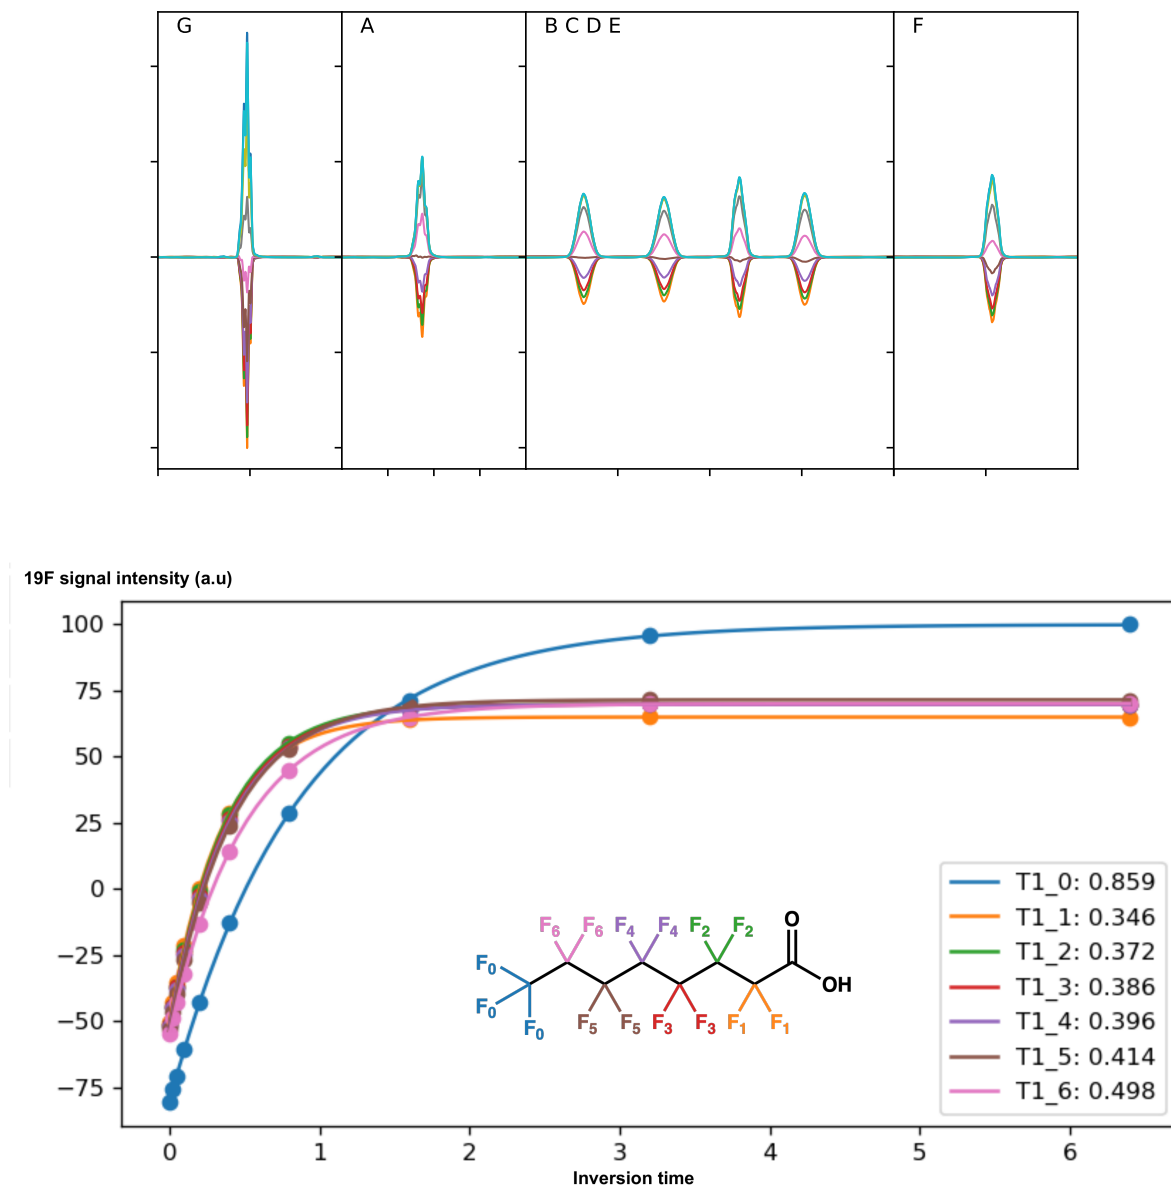 G
A
B C D E
F
19F signal intensity (a.u)
100
75
50
25
0
−25
−50
−75
F6 F6 F4 F4 F2 F2 O
F0
F0
F0
F5 F5 F3 F3 F1 F1
OH
T1_0: 0.859
T1_1: 0.346
T1_2: 0.372
T1_3: 0.386
T1_4: 0.396
T1_5: 0.414
T1_6: 0.498
0 1 2 3 4 5 6
Inversion time